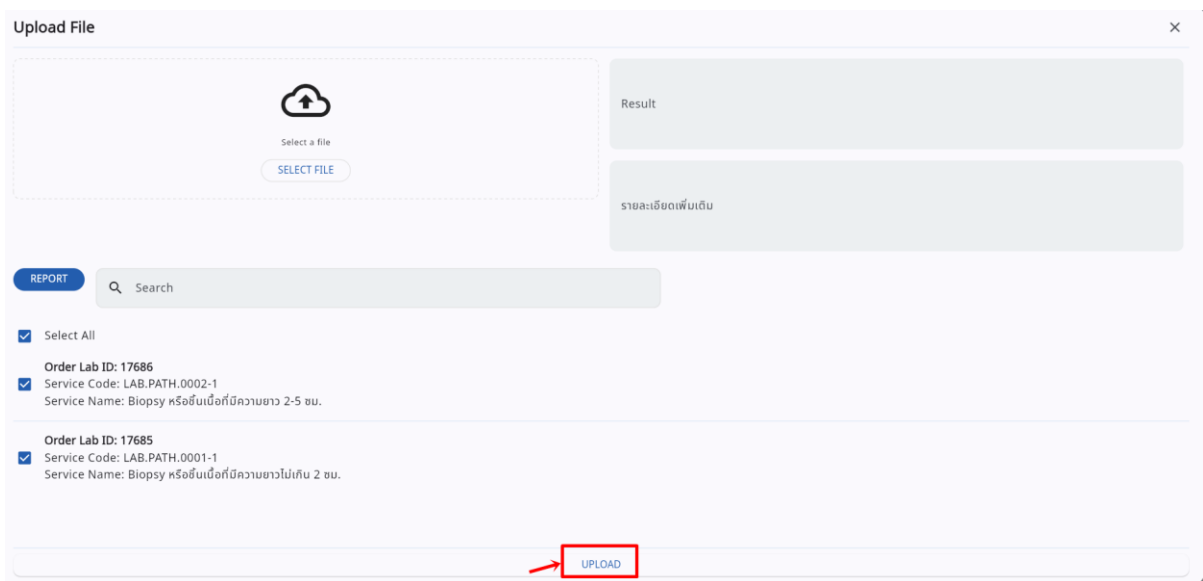 Upload File
Select a file
SELECT FILE
Result
รายละเอียดเพิ่มเติม
REPORT
Search
Select All
Order Lab ID: 17686
Service Code: LAB.PATH.0002-1
Service Name: Biopsy หรือชิ้นเนื้อที่มีความยาว 2-5 ซม.
Order Lab ID: 17685
Service Code: LAB.PATH.0001-1
Service Name: Biopsy หรือชิ้นเนื้อที่มีความยาวไม่เกิน 2 ซม.
UPLOAD